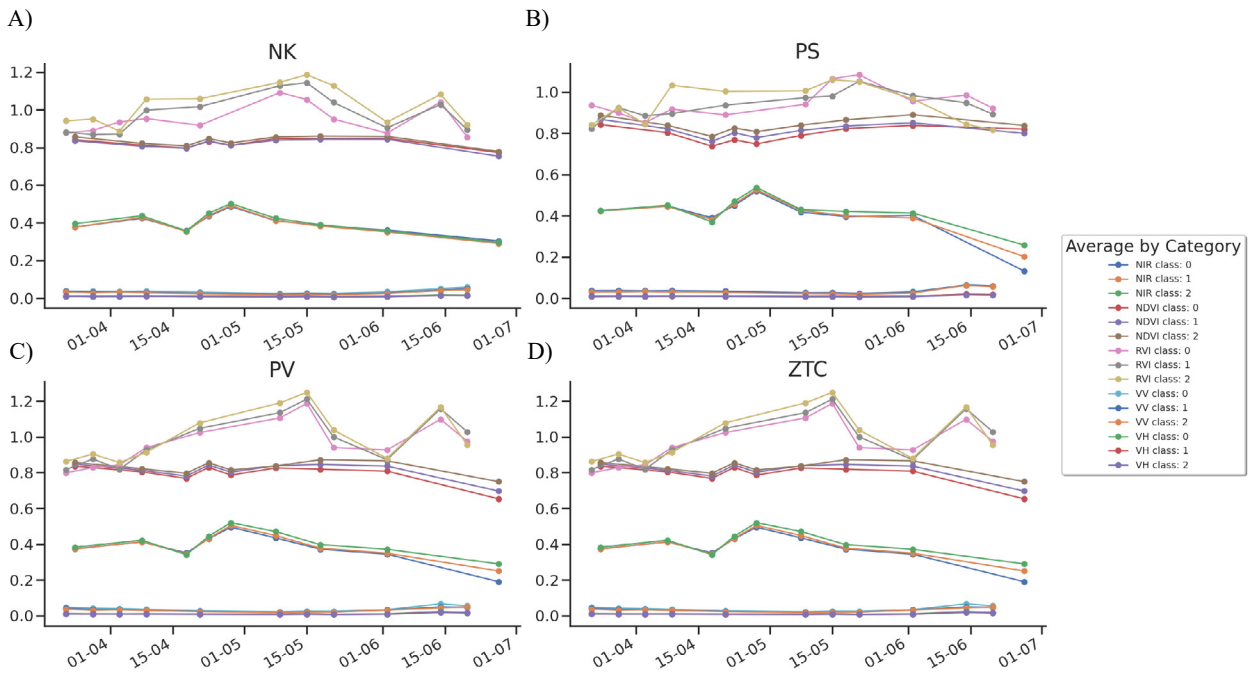 A)
NK
1.2
1.0
0.8
0.6
0.4
0.2
0.0
01-04
15-04
01-05
15-05
01-06
15-06
01-07
B)
PS
1.0
0.8
0.6
0.4
0.2
0.0
01-04
15-04
01-05
15-05
01-06
15-06
01-07
C)
PV
1.2
1.0
0.8
0.6
0.4
0.2
0.0
01-04
15-04
01-05
15-05
01-06
15-06
01-07
D)
ZTC
1.2
1.0
0.8
0.6
0.4
0.2
0.0
01-04
15-04
01-05
15-05
01-06
15-06
01-07
Average by Category
NIR class: 0
NIR class: 1
NIR class: 2
NDVI class: 0
NDVI class: 1
NDVI class: 2
RVI class: 0
RVI class: 1
RVI class: 2
VV class: 0
VV class: 1
VV class: 2
VH class: 0
VH class: 1
VH class: 2